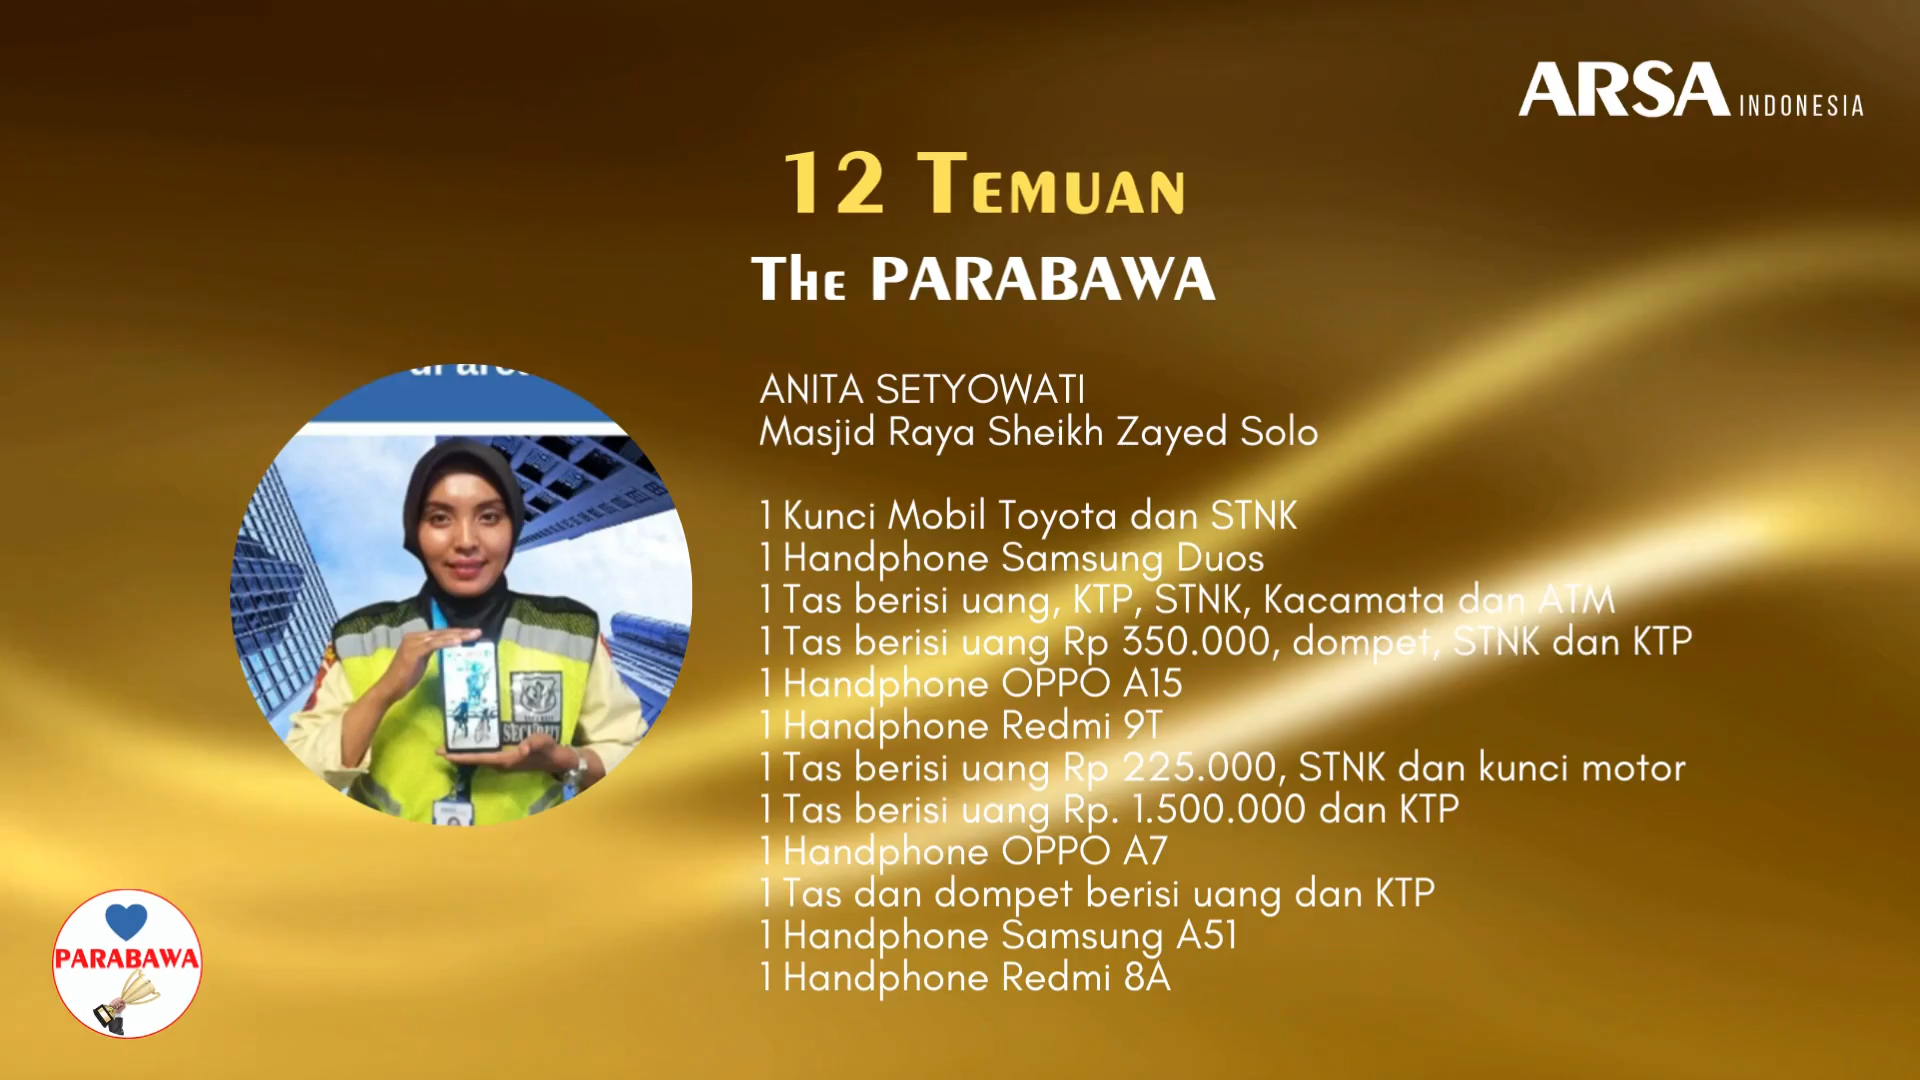 ARSA INDONESIA
12 TEMUAN
The PARABAWA
ANITA SETYOWATI
Masjid Raya Sheikh Zayed Solo
1 Kunci Mobil Toyota dan STNK
1 Handphone Samsung Duos
1 Tas berisi uang, KTP, STNK, Kacamata dan ATM
1 Tas berisi uang Rp 350.000, dompet, STNK dan KTP
1 Handphone OPPO A15
1 Handphone Redmi 9T
1 Tas berisi uang Rp 225.000, STNK dan kunci motor
1 Tas berisi uang Rp. 1.500.000 dan KTP
1 Handphone OPPO A7
1 Tas dan dompet berisi uang dan KTP
1 Handphone Samsung A51
1 Handphone Redmi 8A
SECURITY
PARABAWA